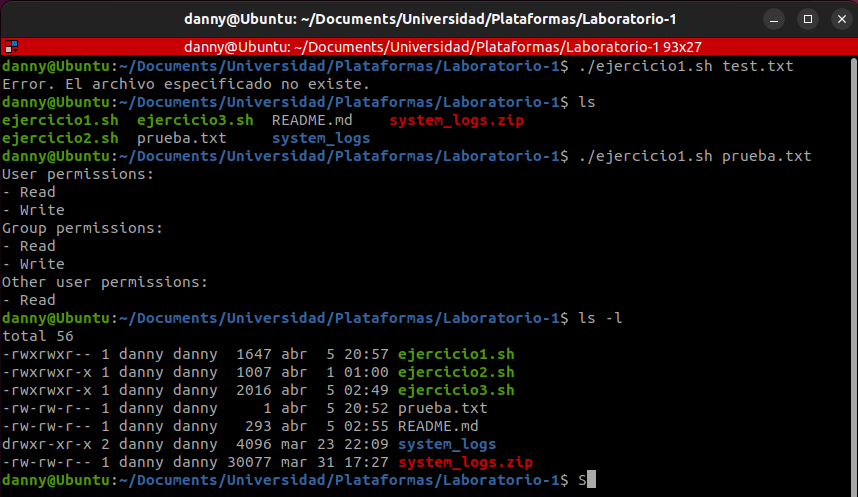 danny@Ubuntu: ~/Documents/Universidad/Plataformas/Laboratorio-1
danny@Ubuntu: ~/Documents/Universidad/Plataformas/Laboratorio-1 93x27
danny@Ubuntu:~/Documents/Universidad/Plataformas/Laboratorio-1$ ./ejercicio1.sh test.txt
Error. El archivo especificado no existe.
danny@Ubuntu:~/Documents/Universidad/Plataformas/Laboratorio-1$ ls
ejercicio1.sh  ejercicio3.sh  README.md    system_logs.zip
ejercicio2.sh  prueba.txt     system_logs
danny@Ubuntu:~/Documents/Universidad/Plataformas/Laboratorio-1$ ./ejercicio1.sh prueba.txt
User permissions:
- Read
- Write
Group permissions:
- Read
- Write
Other user permissions:
- Read
danny@Ubuntu:~/Documents/Universidad/Plataformas/Laboratorio-1$ ls -l
total 56
-rwxrwxr-- 1 danny danny  1647 abr  5 20:57 ejercicio1.sh
-rwxrwxr-x 1 danny danny  1007 abr  1 01:00 ejercicio2.sh
-rwxrwxr-x 1 danny danny  2016 abr  5 02:49 ejercicio3.sh
-rw-rw-r-- 1 danny danny     1 abr  5 20:52 prueba.txt
-rw-rw-r-- 1 danny danny   293 abr  5 02:55 README.md
drwxr-xr-x 2 danny danny  4096 mar 23 22:09 system_logs
-rw-rw-r-- 1 danny danny 30077 mar 31 17:27 system_logs.zip
danny@Ubuntu:~/Documents/Universidad/Plataformas/Laboratorio-1$ S